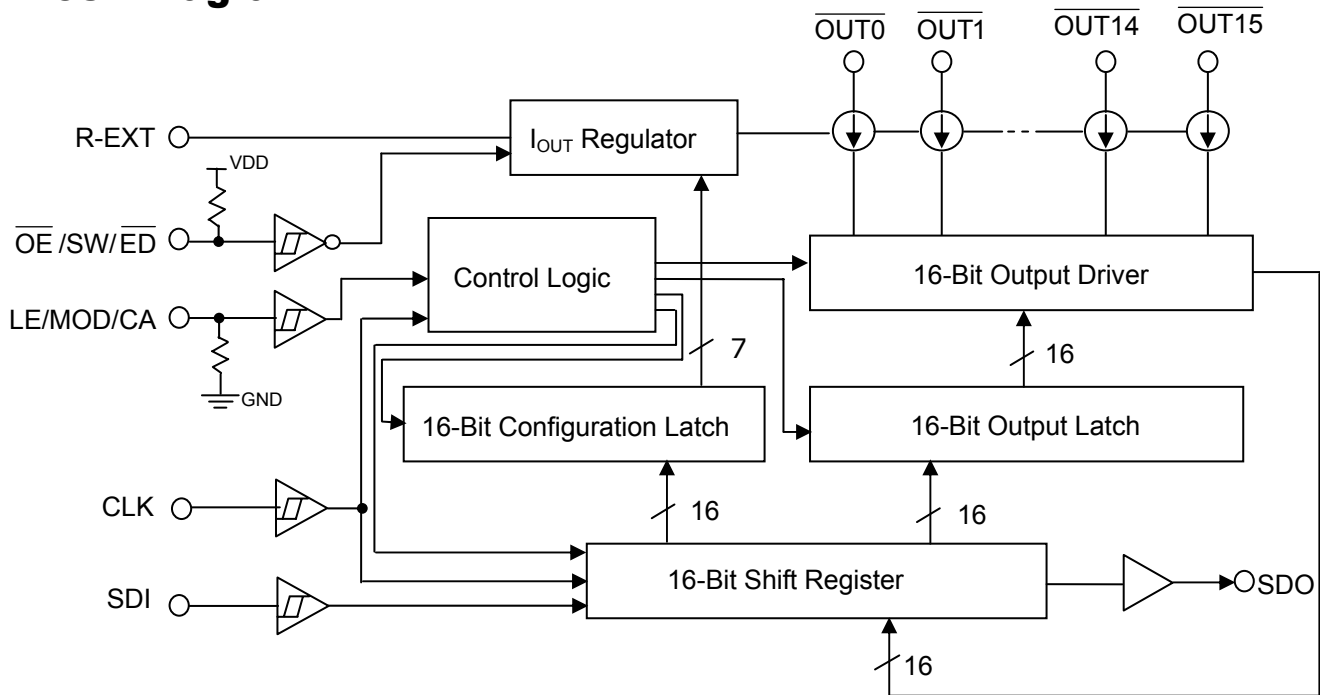 OUT0 OUT1 OUT14 OUT15
R-EXT
IOUT Regulator
VDD
OE /SW/ED
Control Logic
16-Bit Output Driver
LE/MOD/CA
7
16
GND
16-Bit Configuration Latch
16-Bit Output Latch
CLK
16
16
SDI
16-Bit Shift Register
SDO
16